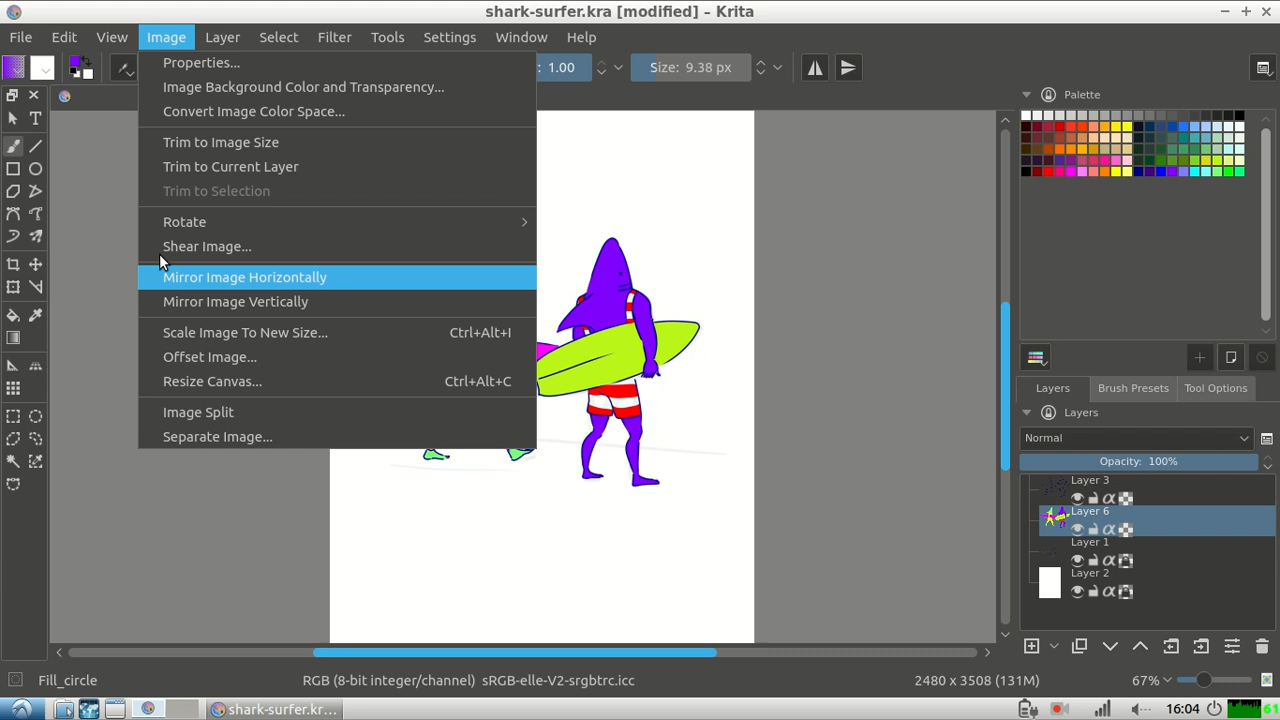 shark-surfer.kra [modified] – Krita
File Edit View Image Layer Select Filter Tools Settings Window Help
: 1.00 Size: 9.38 px
Properties...
Image Background Color and Transparency...
Convert Image Color Space...
Trim to Image Size
Trim to Current Layer
Trim to Selection
Rotate
Shear Image...
Mirror Image Horizontally
Mirror Image Vertically
Scale Image To New Size... Ctrl+Alt+I
Offset Image...
Resize Canvas... Ctrl+Alt+C
Image Split
Separate Image...
Palette
Layers Brush Presets Tool Options
Layers
Normal
Opacity: 100%
Layer 3
Layer 6
Layer 1
Layer 2
Fill_circle RGB (8-bit integer/channel) sRGB-elle-V2-srgbtrc.icc 2480 x 3508 (131M) 67%
shark-surfer.kr... 16:04 61